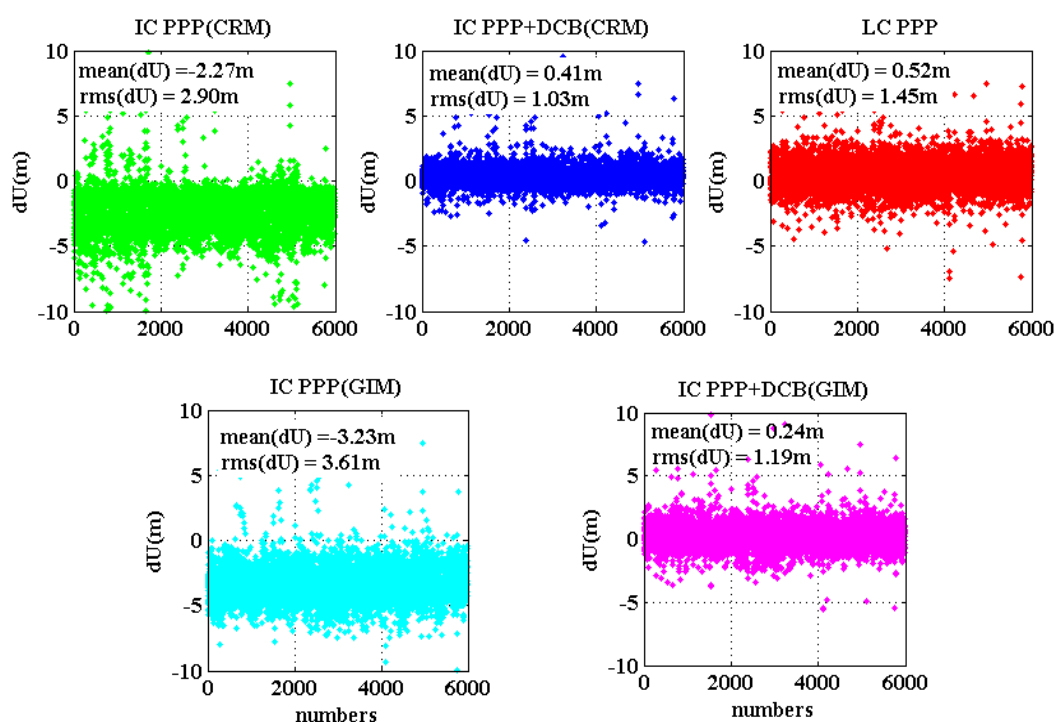 IC PPP(CRM)
mean(dU) =-2.27m
rms(dU) = 2.90m
dU(m)
10
5
0
-5
-10
0 2000 4000 6000
IC PPP+DCB(CRM)
mean(dU) = 0.41m
rms(dU) = 1.03m
dU(m)
10
5
0
-5
-10
0 2000 4000 6000
LC PPP
mean(dU) = 0.52m
rms(dU) = 1.45m
dU(m)
10
5
0
-5
-10
0 2000 4000 6000
IC PPP(GIM)
mean(dU) =-3.23m
rms(dU) = 3.61m
dU(m)
10
5
0
-5
-10
0 2000 4000 6000
numbers
IC PPP+DCB(GIM)
mean(dU) = 0.24m
rms(dU) = 1.19m
dU(m)
10
5
0
-5
-10
0 2000 4000 6000
numbers